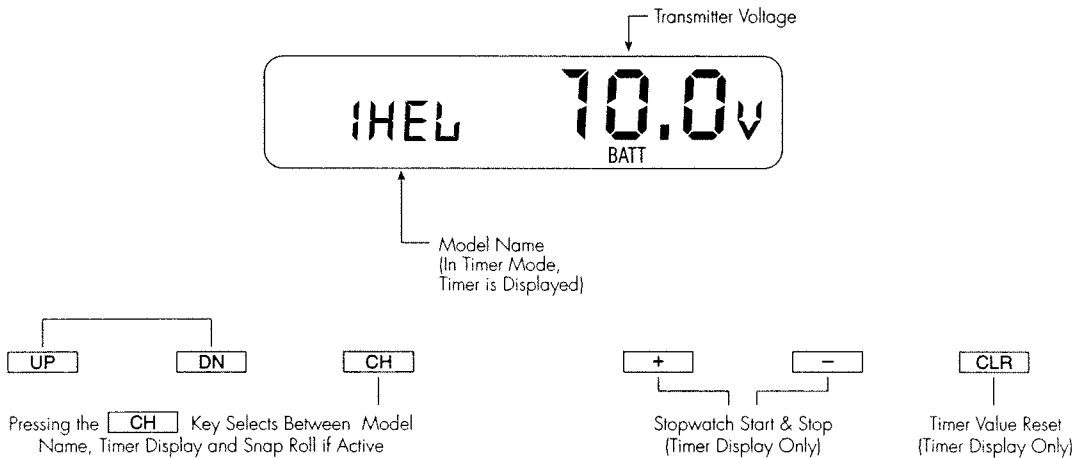 Transmitter Voltage
1HEL 70.0V
BATT
Model Name
(In Timer Mode,
Timer is Displayed)
UP DN CH + − CLR
Pressing the CH Key Selects Between Model
Name, Timer Display and Snap Roll if Active
Stopwatch Start & Stop
(Timer Display Only)
Timer Value Reset
(Timer Display Only)